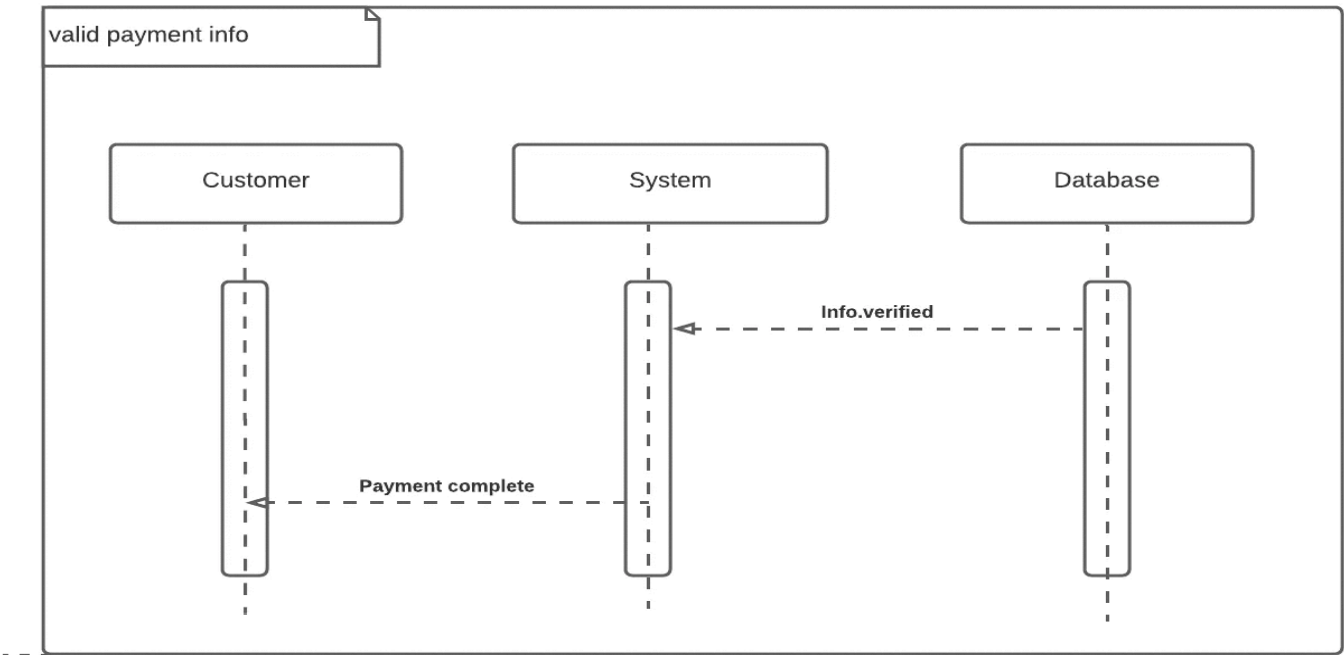 valid payment info
Customer
System
Database
Info.verified
Payment complete